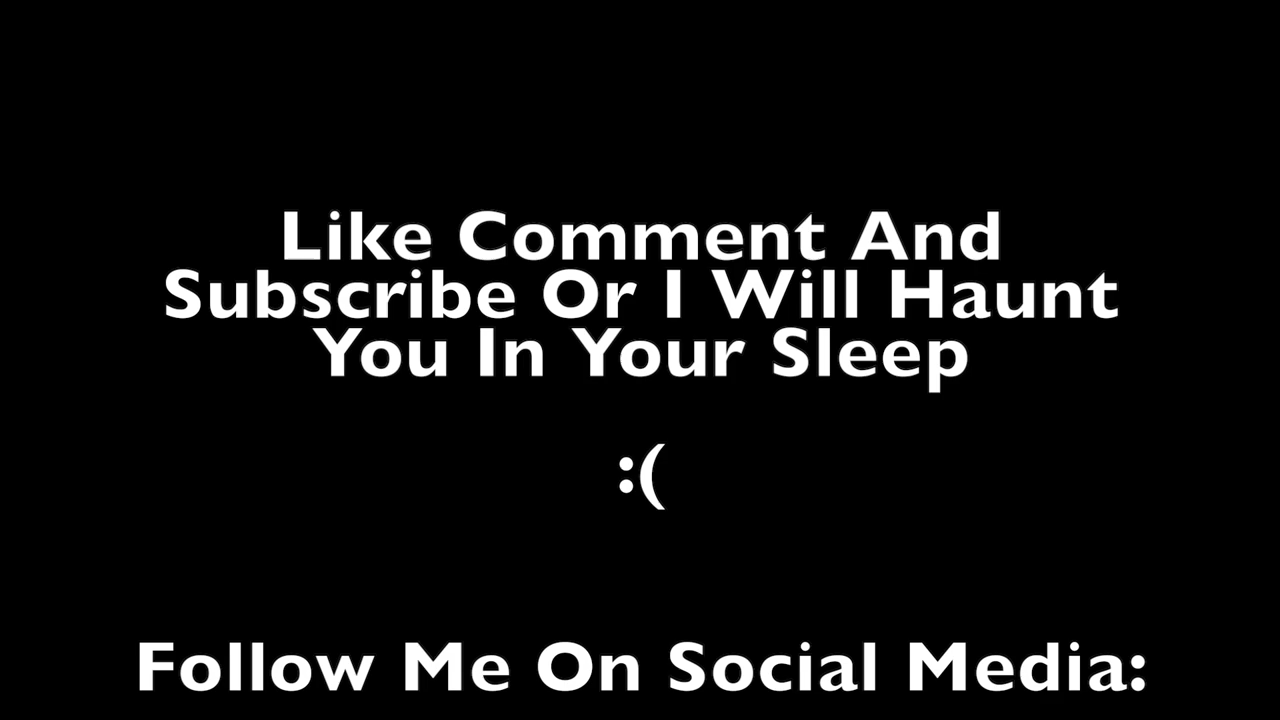 Like Comment And
Subscribe Or I Will Haunt
You In Your Sleep
:(
Follow Me On Social Media: